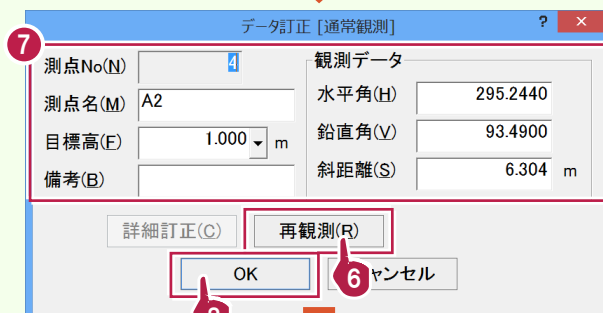 データ訂正 [通常観測] ? ×
7
測点No(N) 4
測点名(M) A2
目標高(F) 1.000 m
備考(B)
観測データ
水平角(H) 295.2440
鉛直角(V) 93.4900
斜距離(S) 6.304 m
詳細訂正(C) 再観測(R)
OK 6 ャンセル